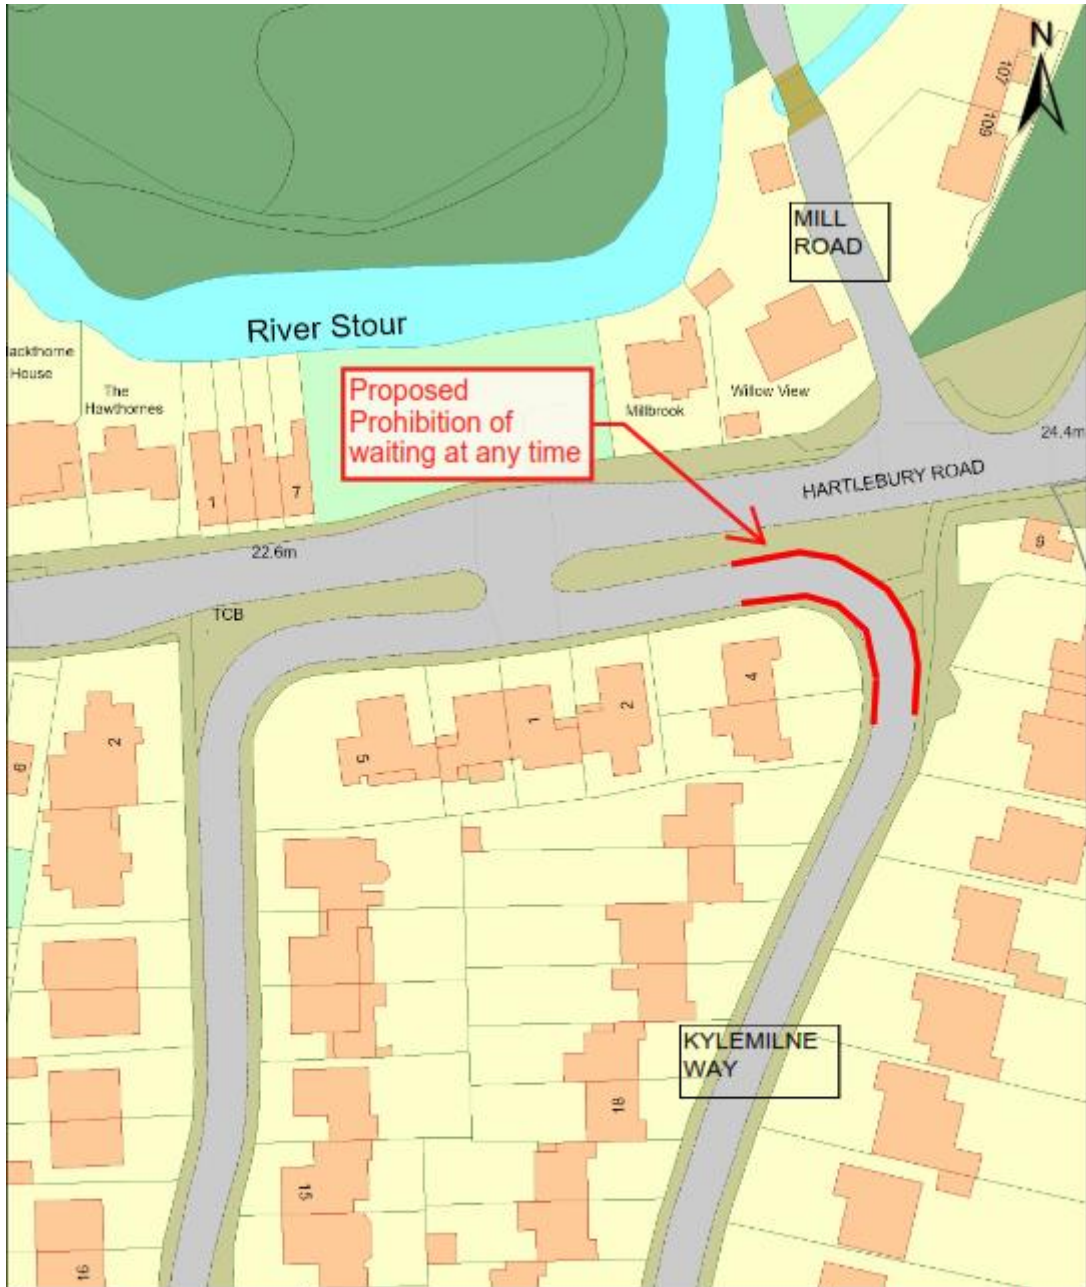 N
107
109
MILL
ROAD
River Stour
lackthorne
House
The
Hawthornes
Proposed
Prohibition of
waiting at any time
Millbrook
Willow View
24.4m
HARTLEBURY ROAD
1
7
22.6m
9
TCB
2
8
5
1
2
4
KYLEMILNE
WAY
18
15
16